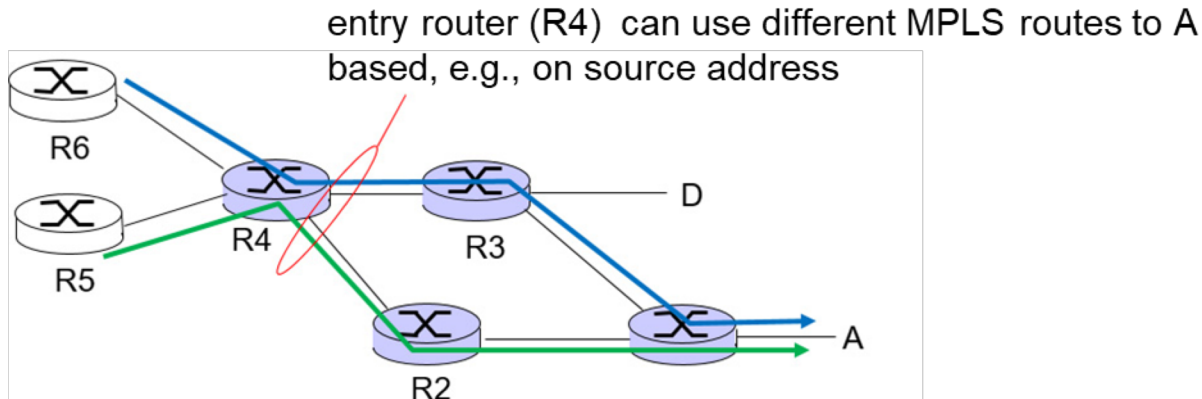 entry router (R4) can use different MPLS routes to A
based, e.g., on source address
R6
D
R4
R3
R5
A
R2